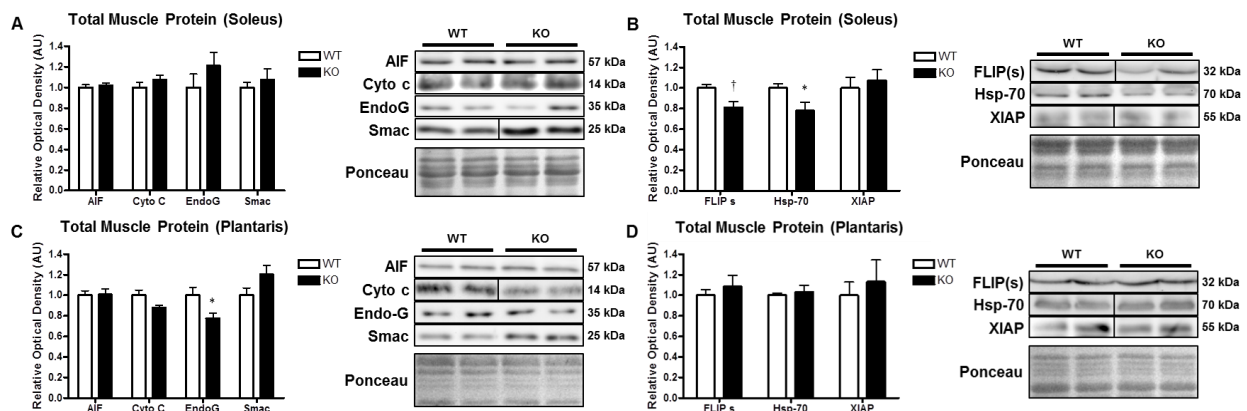 A
Total Muscle Protein (Soleus)
Relative Optical Density (AU)
1.4
1.2
1.0
0.8
0.6
0.4
0.2
0.0
AIF Cyto C EndoG Smac
WT
KO
WT KO
AIF 57 kDa
Cyto c 14 kDa
EndoG 35 kDa
Smac 25 kDa
Ponceau
B
Total Muscle Protein (Soleus)
Relative Optical Density (AU)
1.4
1.2
1.0
0.8
0.6
0.4
0.2
0.0
† *
FLIP s Hsp-70 XIAP
WT
KO
WT KO
FLIP(s) 32 kDa
Hsp-70 70 kDa
XIAP 55 kDa
Ponceau
C
Total Muscle Protein (Plantaris)
Relative Optical Density (AU)
1.4
1.2
1.0
0.8
0.6
0.4
0.2
0.0
*
AIF Cyto C EndoG Smac
WT
KO
WT KO
AIF 57 kDa
Cyto c 14 kDa
Endo-G 35 kDa
Smac 25 kDa
Ponceau
D
Total Muscle Protein (Plantaris)
Relative Optical Density (AU)
1.4
1.2
1.0
0.8
0.6
0.4
0.2
0.0
FLIP s Hsp-70 XIAP
WT
KO
WT KO
FLIP(s) 32 kDa
Hsp-70 70 kDa
XIAP 55 kDa
Ponceau